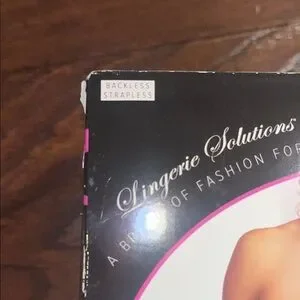 BACKLESS
STRAPLESS
Lingerie Solutions
A OF FASHION FOR